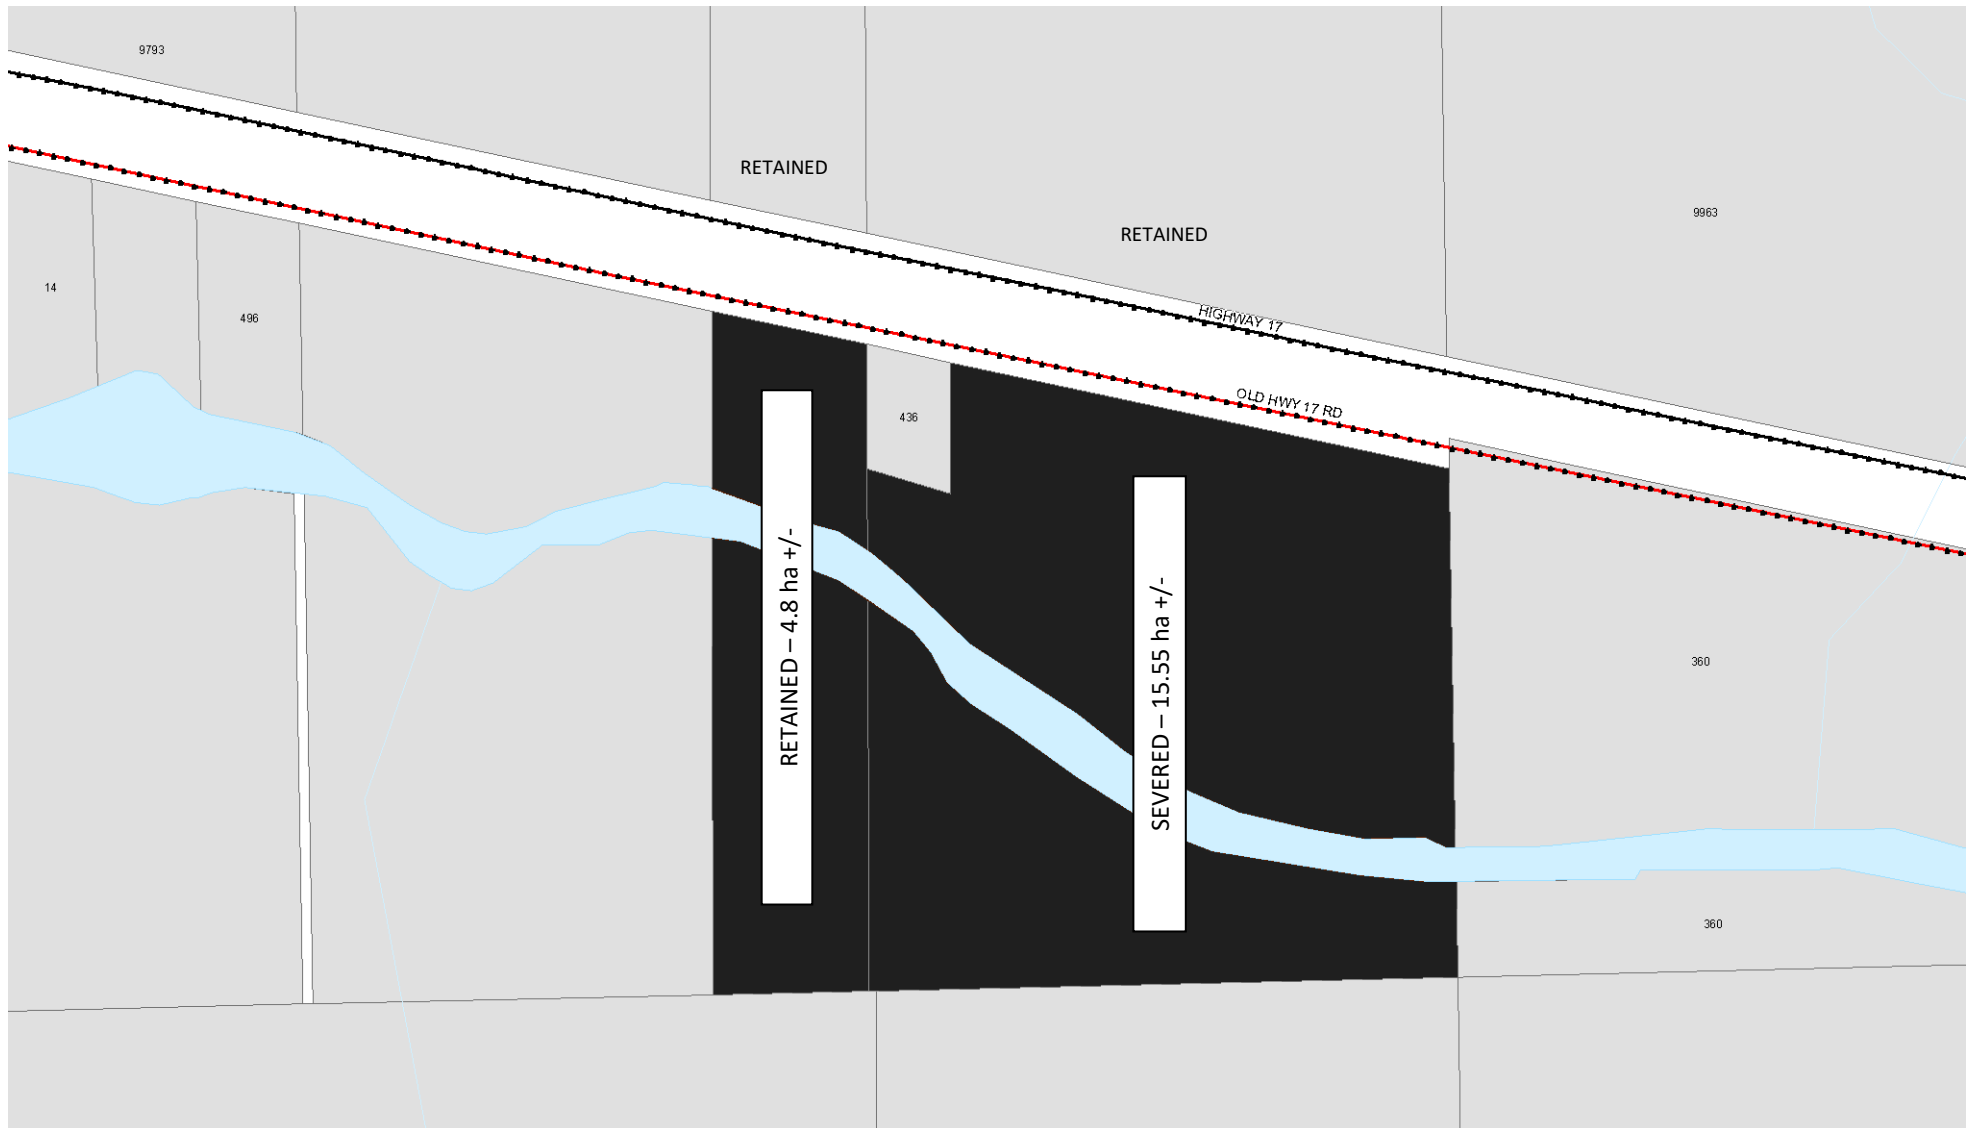 9793
RETAINED
9963
RETAINED
14
HIGHWAY 17
496
OLD HWY 17 RD
436
RETAINED – 4.8 ha +/-
SEVERED – 15.55 ha +/-
360
360